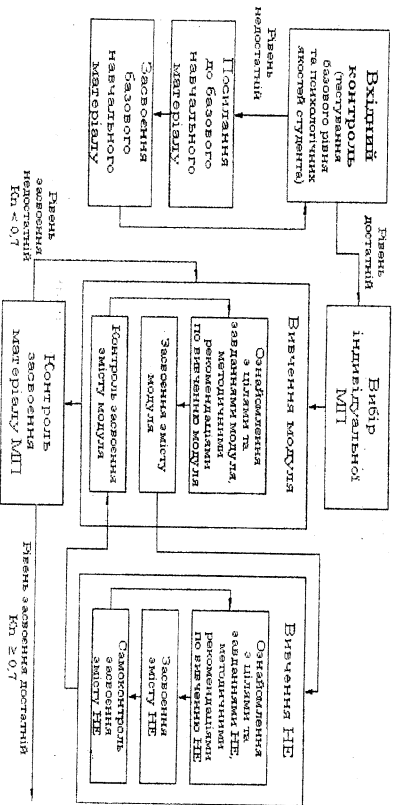 Вхідний
контроль
(тестування
базового рівня
та психологічних
якостей студента)
Рівень
недостатній
Посилання
до базового
навчального
матеріалу
Засвоєння
базового
навчального
матеріалу
Рівень
достатній
Вибір
індивідуальної
МП
Вивчення модуля
Ознайомлення
з цілями та
завданнями модуля,
методичними
рекомендаціями
по вивченню модуля
Засвоєння змісту
модуля
Контроль засвоєння
змісту модуля
Рівень
засвоєння
недостатній
Кп < 0,7
Контроль
засвоєння
матеріалу МП
Рівень засвоєння достатній
Кп ≥ 0,7
Вивчення НЕ
Ознайомлення
з цілями та
завданнями НЕ,
методичними
рекомендаціями
по вивченню НЕ
Засвоєння
змісту НЕ
Самоконтроль
засвоєння
змісту НЕ